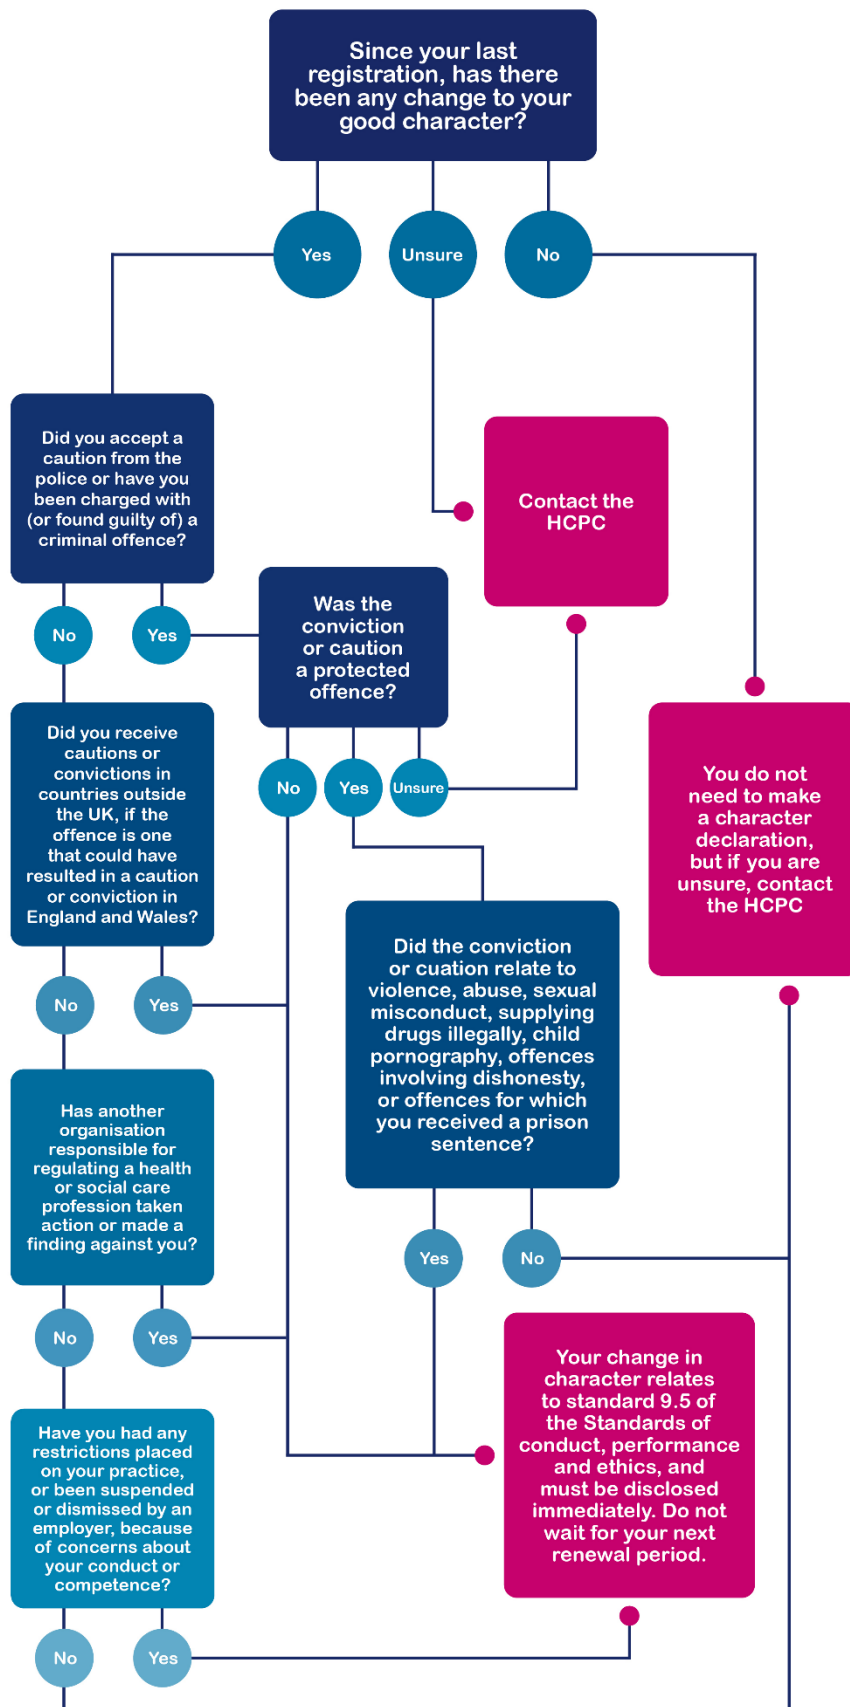 Since your last
registration, has there
been any change to your
good character?
Yes
Unsure
No
Did you accept a
caution from the
police or have you
been charged with
(or found guilty of) a
criminal offence?
Contact the
HCPC
No
Yes
Was the
conviction
or caution
a protected
offence?
Did you receive
cautions or
convictions in
countries outside
the UK, if the
offence is one
that could have
resulted in a caution
or conviction in
England and Wales?
No
Yes
Unsure
You do not
need to make
a character
declaration,
but if you are
unsure, contact
the HCPC
Did the conviction
or cuation relate to
violence, abuse, sexual
misconduct, supplying
drugs illegally, child
pornography, offences
involving dishonesty,
or offences for which
you received a prison
sentence?
No
Yes
Has another
organisation
responsible for
regulating a health
or social care
profession taken
action or made a
finding against you?
Yes
No
No
Yes
Your change in
character relates
to standard 9.5 of
the Standards of
conduct, performance
and ethics, and
must be disclosed
immediately. Do not
wait for your next
renewal period.
Have you had any
restrictions placed
on your practice,
or been suspended
or dismissed by an
employer, because
of concerns about
your conduct or
competence?
No
Yes